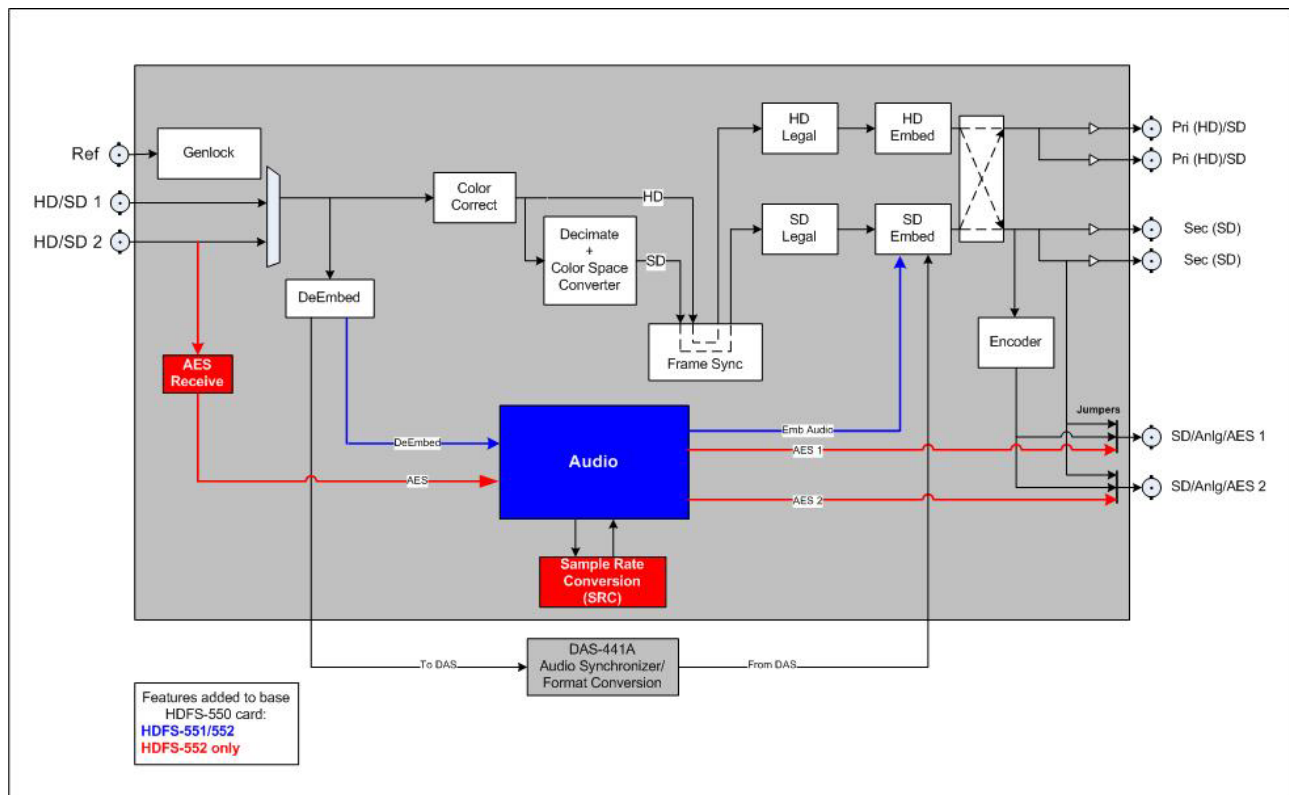 Ref
Genlock
HD/SD 1
HD/SD 2
DeEmbed
AES
Receive
Color
Correct
HD
Decimate
+
Color Space
Converter
SD
HD
Legal
HD
Embed
SD
Legal
SD
Embed
Frame Sync
Pri (HD)/SD
Pri (HD)/SD
Sec (SD)
Sec (SD)
Encoder
Jumpers
SD/Anlg/AES 1
SD/Anlg/AES 2
DeEmbed
AES
Audio
Emb Audio
AES 1
AES 2
Sample Rate
Conversion
(SRC)
To DAS
DAS-441A
Audio Synchronizer/
Format Conversion
From DAS
Features added to base
HDFS-550 card:
HDFS-551/552
HDFS-552 only